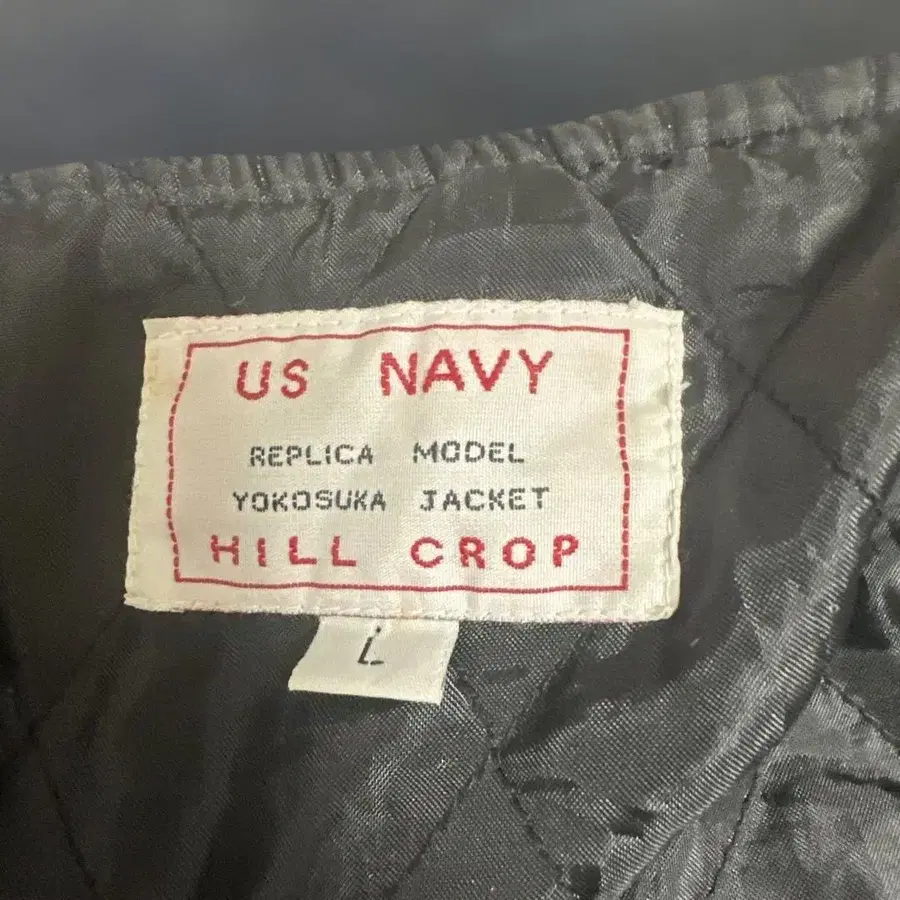 US NAVY
REPLICA MODEL
YOKOSUKA JACKET
HILL CROP
L